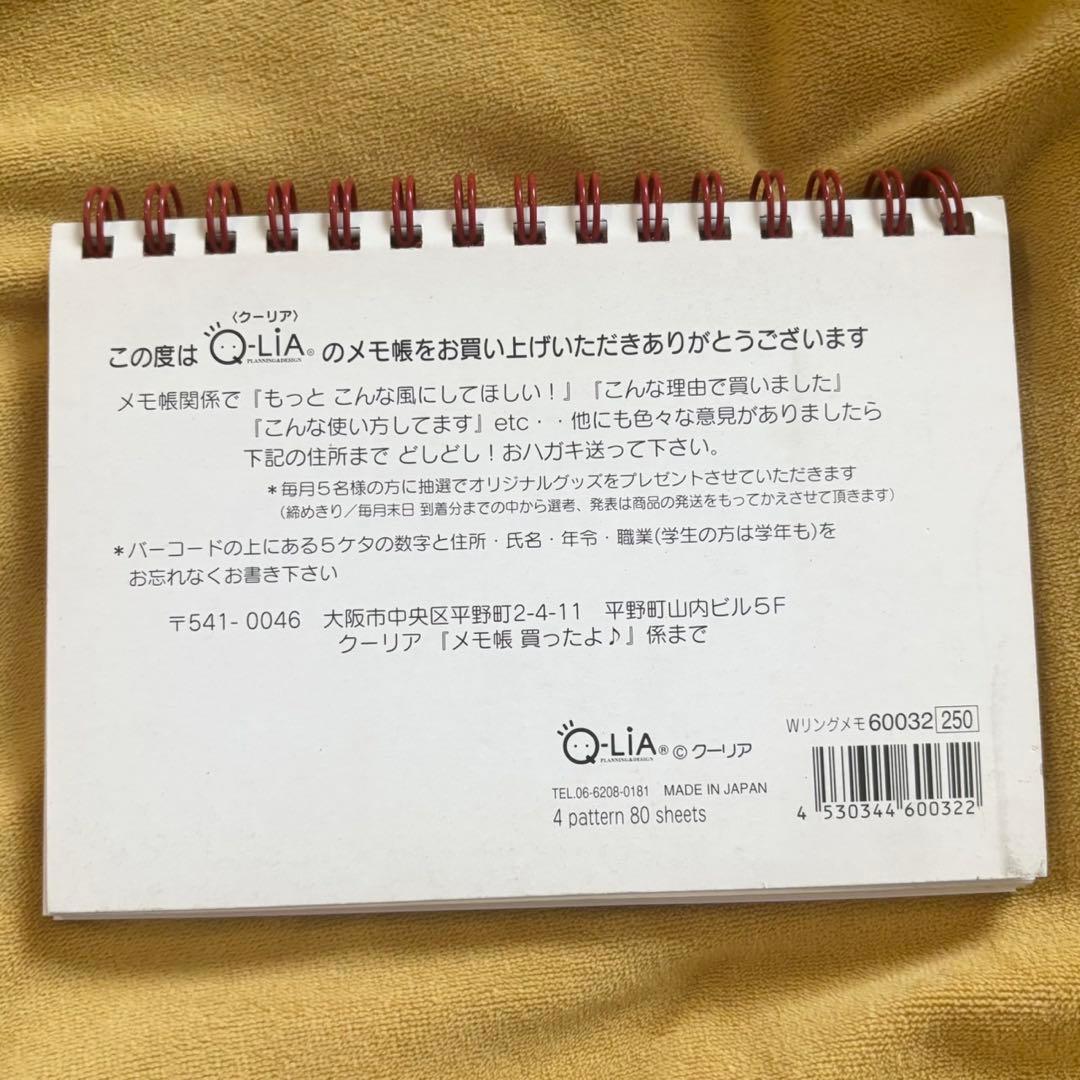 〈クーリア〉
この度は Q-LiA® のメモ帳をお買い上げいただきありがとうございます
PLANNING&DESIGN
メモ帳関係で『もっと こんな風にしてほしい！』『こんな理由で買いました』
『こんな使い方してます』etc・・他にも色々な意見がありましたら
下記の住所まで どしどし！おハガキ送って下さい。
＊毎月5名様の方に抽選でオリジナルグッズをプレゼントさせていただきます
（締めきり／毎月末日 到着分までの中から選考、発表は商品の発送をもってかえさせて頂きます）
＊バーコードの上にある5ケタの数字と住所・氏名・年令・職業(学生の方は学年も)を
お忘れなくお書き下さい
〒541- 0046 大阪市中央区平野町2-4-11 平野町山内ビル5F
クーリア 『メモ帳 買ったよ♪』係まで
Wリングメモ 60032 250
Q-LiA® © クーリア
PLANNING&DESIGN
TEL.06-6208-0181 MADE IN JAPAN
4 pattern 80 sheets
4 530344 600322